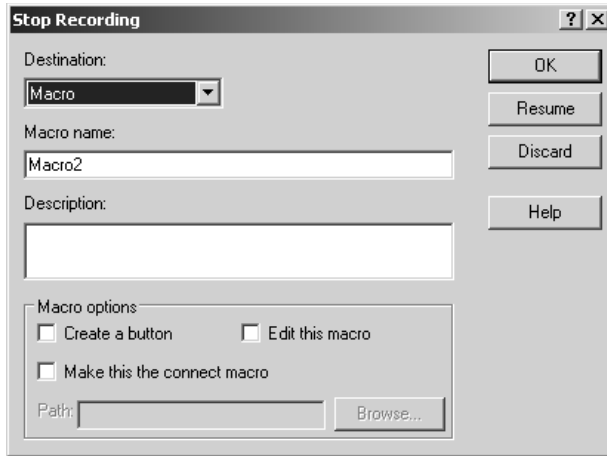 Stop Recording
Destination:
Macro
Macro name:
Macro2
Description:
Macro options
Create a button
Edit this macro
Make this the connect macro
Path:
Browse...
OK
Resume
Discard
Help